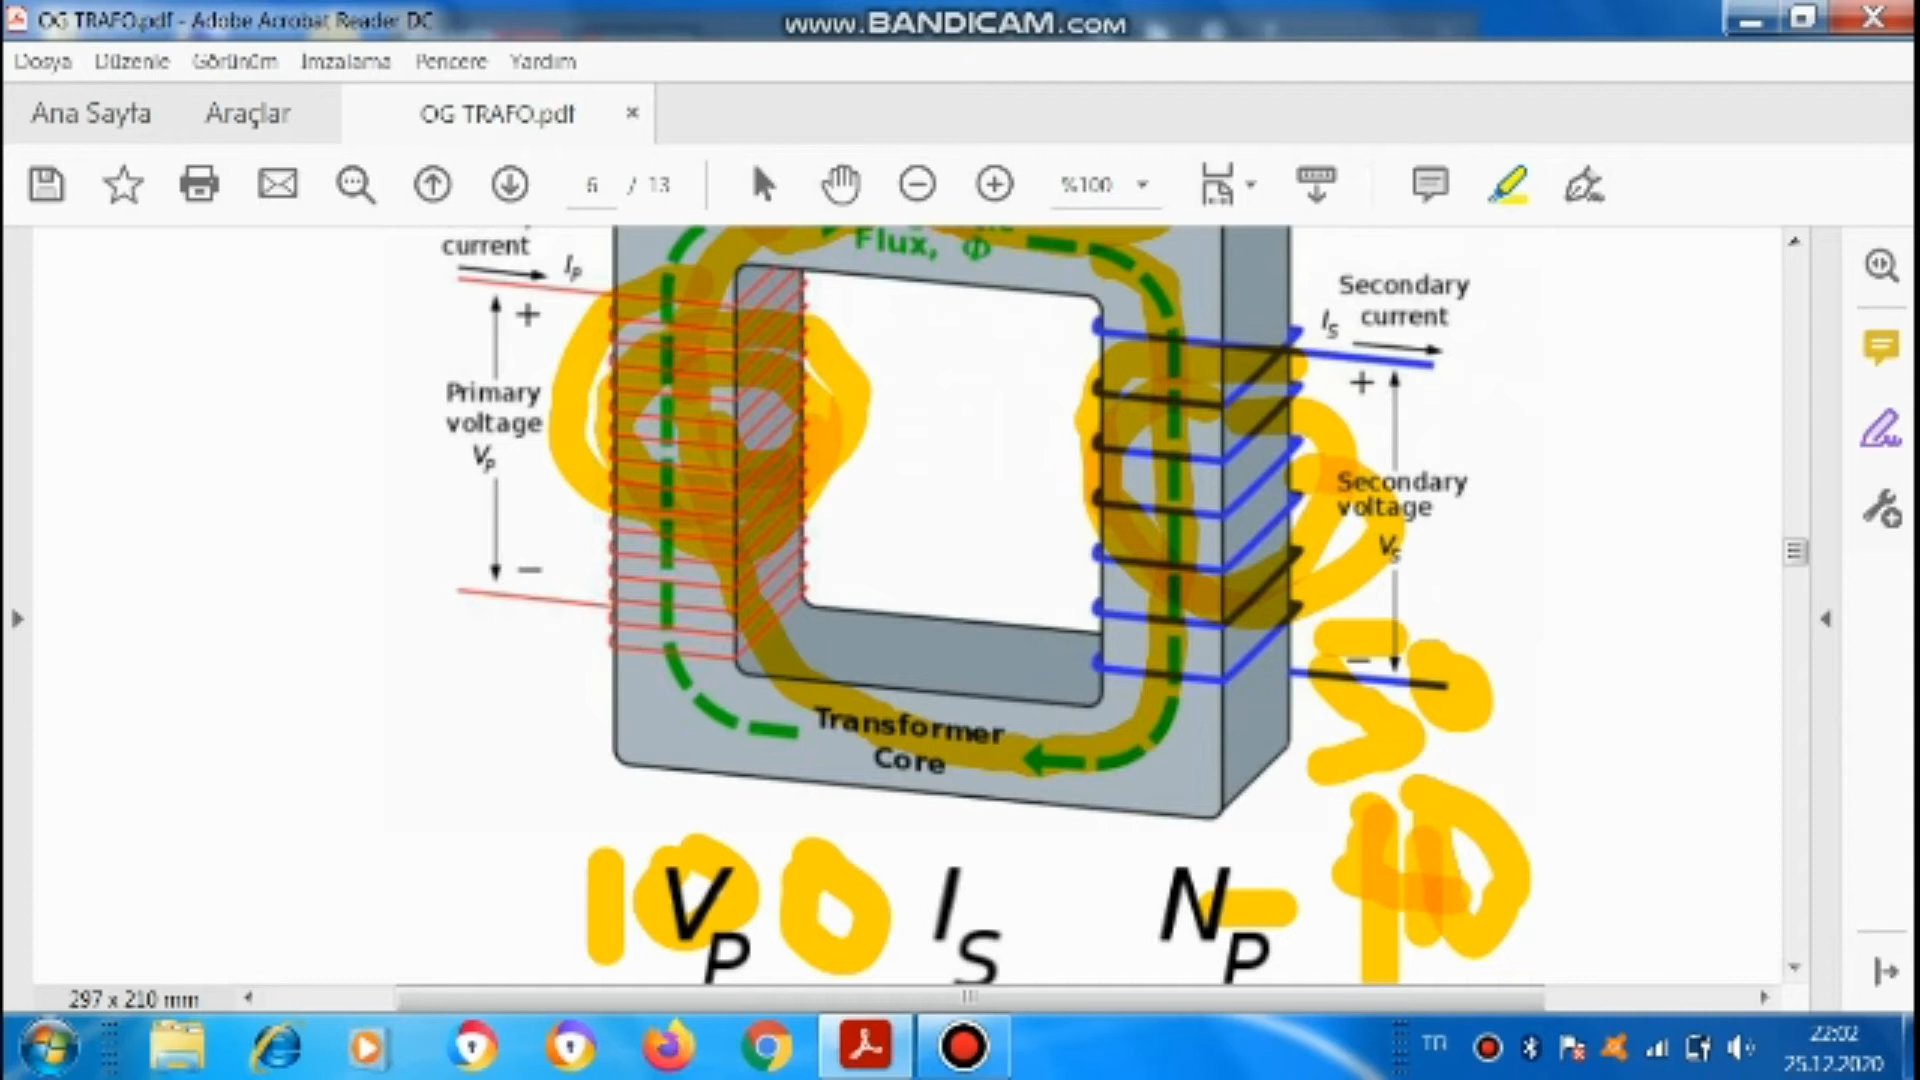 OG TRAFO.pdf - Adobe Acrobat Reader DC
www.BANDICAM.com
Dosya Düzenle Görünüm İmzalama Pencere Yardım
Ana Sayfa Araçlar OG TRAFO.pdf ×
6 / 13 %100
Flux, Φ
current
IP
+
Primary
voltage
VP
−
Secondary
current
IS
+
Secondary
voltage
VS
−
Transformer
Core
100
VP IS NP
297 x 210 mm
TR
22:02
25.12.2020